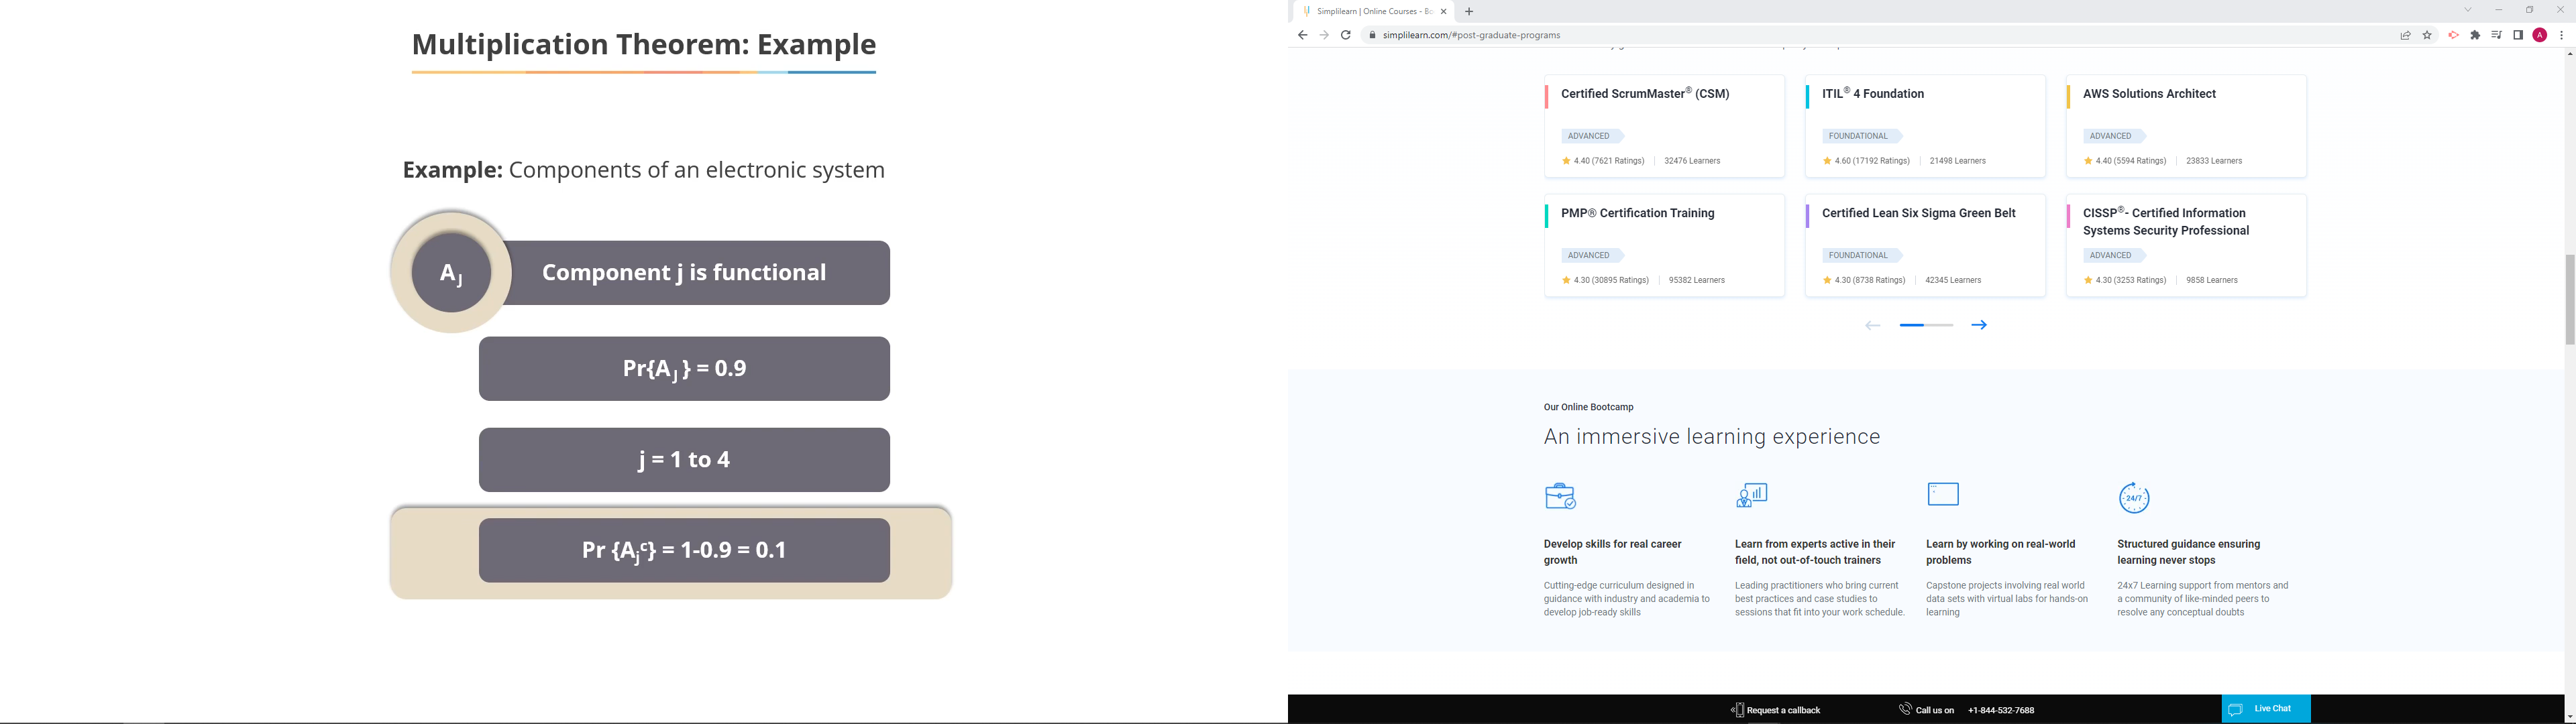 Multiplication Theorem: Example
Example: Components of an electronic system
A J
Component j is functional
Pr{A J } = 0.9
j = 1 to 4
Pr {Ajᶜ} = 1-0.9 = 0.1
Simplilearn | Online Courses - Bo
simplilearn.com/#post-graduate-programs
A
Certified ScrumMaster® (CSM)
ADVANCED
4.40 (7621 Ratings) 32476 Learners
ITIL® 4 Foundation
FOUNDATIONAL
4.60 (17192 Ratings) 21498 Learners
AWS Solutions Architect
ADVANCED
4.40 (5594 Ratings) 23833 Learners
PMP® Certification Training
ADVANCED
4.30 (30895 Ratings) 95382 Learners
Certified Lean Six Sigma Green Belt
FOUNDATIONAL
4.30 (8738 Ratings) 42345 Learners
CISSP®- Certified Information
Systems Security Professional
ADVANCED
4.30 (3253 Ratings) 9858 Learners
Our Online Bootcamp
An immersive learning experience
Develop skills for real career
growth
Cutting-edge curriculum designed in
guidance with industry and academia to
develop job-ready skills
Learn from experts active in their
field, not out-of-touch trainers
Leading practitioners who bring current
best practices and case studies to
sessions that fit into your work schedule.
Learn by working on real-world
problems
Capstone projects involving real world
data sets with virtual labs for hands-on
learning
24/7
Structured guidance ensuring
learning never stops
24x7 Learning support from mentors and
a community of like-minded peers to
resolve any conceptual doubts
Request a callback
Call us on +1-844-532-7688
Live Chat